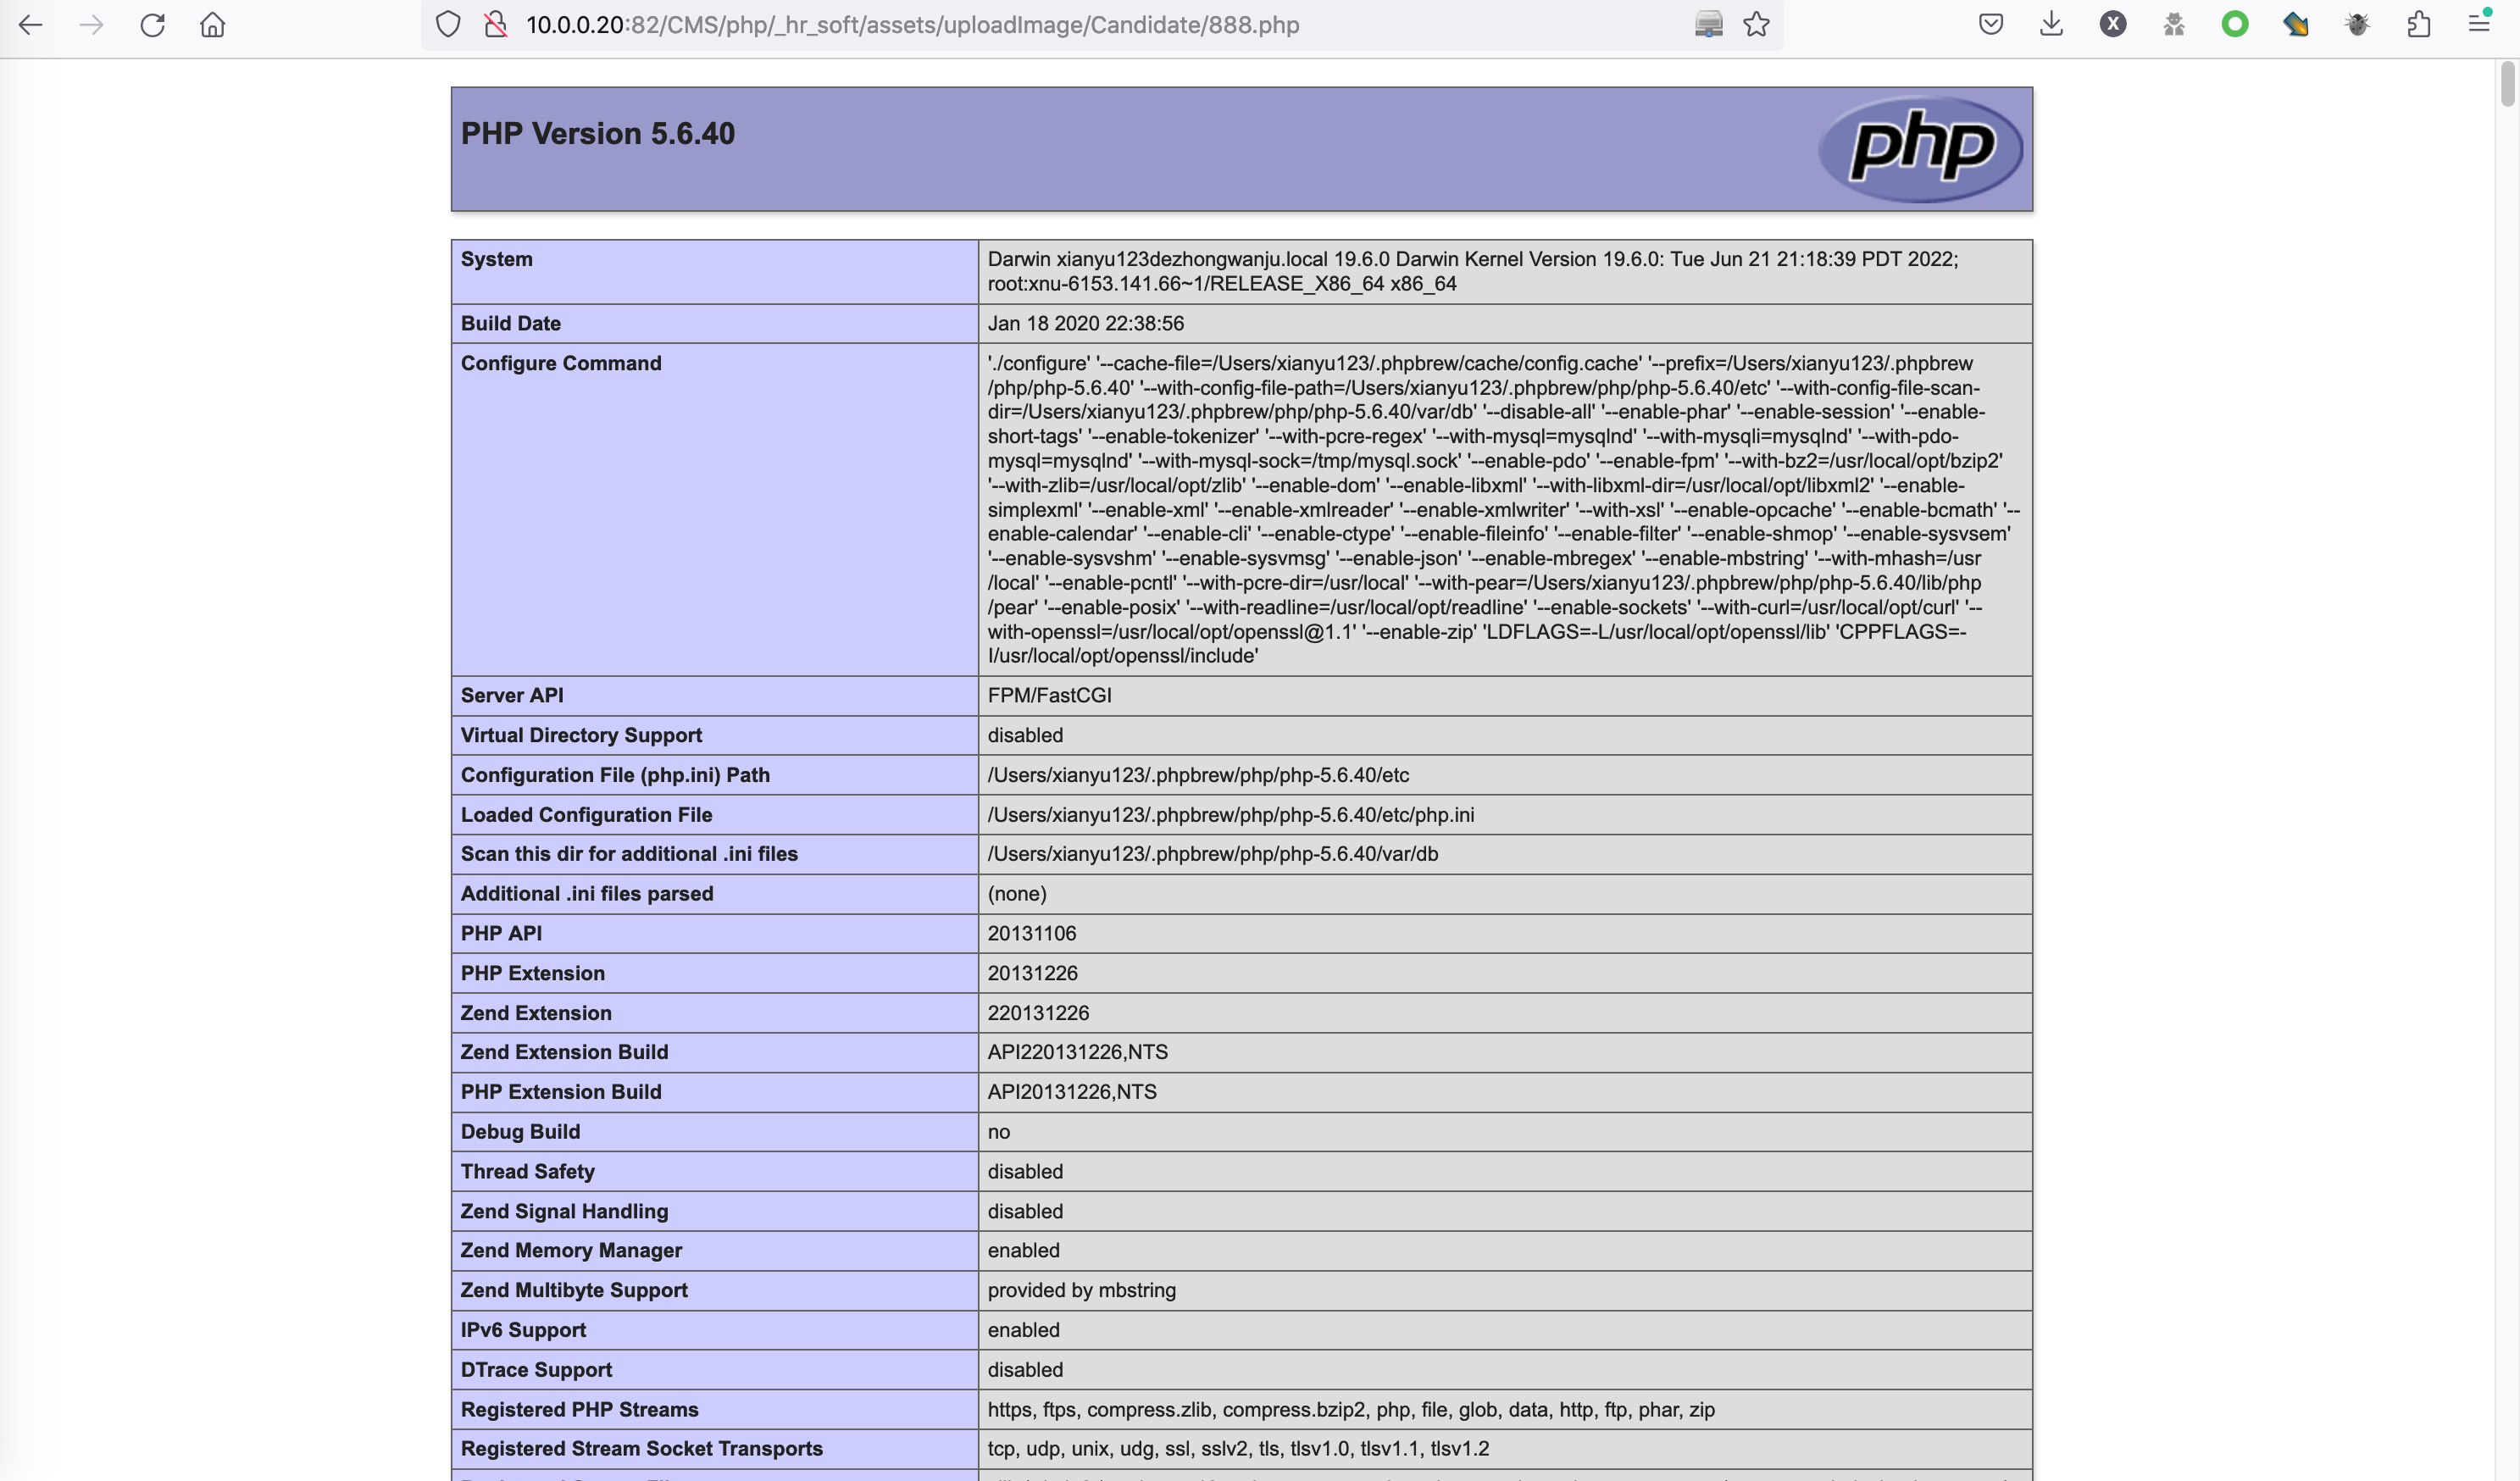 10.0.0.20:82/CMS/php/_hr_soft/assets/uploadImage/Candidate/888.php
X
PHP Version 5.6.40
php
System
Darwin xianyu123dezhongwanju.local 19.6.0 Darwin Kernel Version 19.6.0: Tue Jun 21 21:18:39 PDT 2022;
root:xnu-6153.141.66~1/RELEASE_X86_64 x86_64
Build Date
Jan 18 2020 22:38:56
Configure Command
'./configure' '--cache-file=/Users/xianyu123/.phpbrew/cache/config.cache' '--prefix=/Users/xianyu123/.phpbrew
/php/php-5.6.40' '--with-config-file-path=/Users/xianyu123/.phpbrew/php/php-5.6.40/etc' '--with-config-file-scan-
dir=/Users/xianyu123/.phpbrew/php/php-5.6.40/var/db' '--disable-all' '--enable-phar' '--enable-session' '--enable-
short-tags' '--enable-tokenizer' '--with-pcre-regex' '--with-mysql=mysqlnd' '--with-mysqli=mysqlnd' '--with-pdo-
mysql=mysqlnd' '--with-mysql-sock=/tmp/mysql.sock' '--enable-pdo' '--enable-fpm' '--with-bz2=/usr/local/opt/bzip2'
'--with-zlib=/usr/local/opt/zlib' '--enable-dom' '--enable-libxml' '--with-libxml-dir=/usr/local/opt/libxml2' '--enable-
simplexml' '--enable-xml' '--enable-xmlreader' '--enable-xmlwriter' '--with-xsl' '--enable-opcache' '--enable-bcmath' '--
enable-calendar' '--enable-cli' '--enable-ctype' '--enable-fileinfo' '--enable-filter' '--enable-shmop' '--enable-sysvsem'
'--enable-sysvshm' '--enable-sysvmsg' '--enable-json' '--enable-mbregex' '--enable-mbstring' '--with-mhash=/usr
/local' '--enable-pcntl' '--with-pcre-dir=/usr/local' '--with-pear=/Users/xianyu123/.phpbrew/php/php-5.6.40/lib/php
/pear' '--enable-posix' '--with-readline=/usr/local/opt/readline' '--enable-sockets' '--with-curl=/usr/local/opt/curl' '--
with-openssl=/usr/local/opt/openssl@1.1' '--enable-zip' 'LDFLAGS=-L/usr/local/opt/openssl/lib' 'CPPFLAGS=-
I/usr/local/opt/openssl/include'
Server API
FPM/FastCGI
Virtual Directory Support
disabled
Configuration File (php.ini) Path
/Users/xianyu123/.phpbrew/php/php-5.6.40/etc
Loaded Configuration File
/Users/xianyu123/.phpbrew/php/php-5.6.40/etc/php.ini
Scan this dir for additional .ini files
/Users/xianyu123/.phpbrew/php/php-5.6.40/var/db
Additional .ini files parsed
(none)
PHP API
20131106
PHP Extension
20131226
Zend Extension
220131226
Zend Extension Build
API220131226,NTS
PHP Extension Build
API20131226,NTS
Debug Build
no
Thread Safety
disabled
Zend Signal Handling
disabled
Zend Memory Manager
enabled
Zend Multibyte Support
provided by mbstring
IPv6 Support
enabled
DTrace Support
disabled
Registered PHP Streams
https, ftps, compress.zlib, compress.bzip2, php, file, glob, data, http, ftp, phar, zip
Registered Stream Socket Transports
tcp, udp, unix, udg, ssl, sslv2, tls, tlsv1.0, tlsv1.1, tlsv1.2